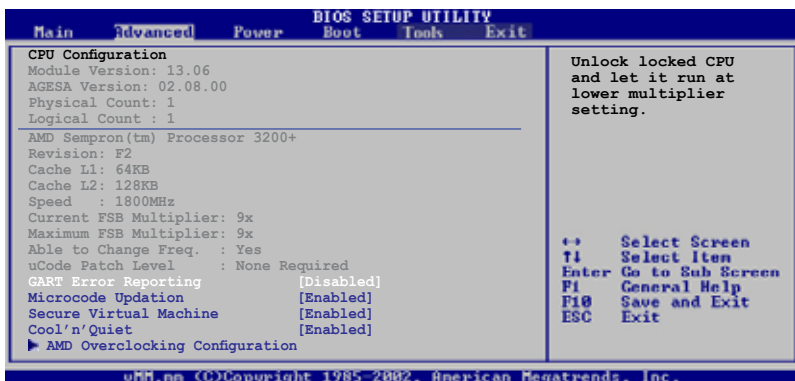 BIOS SETUP UTILITY
Main Advanced Power Boot Tools Exit
CPU Configuration
Module Version: 13.06
AGESA Version: 02.08.00
Physical Count: 1
Logical Count : 1
AMD Sempron(tm) Processor 3200+
Revision: F2
Cache L1: 64KB
Cache L2: 128KB
Speed : 1800MHz
Current FSB Multiplier: 9x
Maximum FSB Multiplier: 9x
Able to Change Freq. : Yes
uCode Patch Level : None Required
GART Error Reporting [Disabled]
Microcode Updation [Enabled]
Secure Virtual Machine [Enabled]
Cool'n'Quiet [Enabled]
AMD Overclocking Configuration
Unlock locked CPU
and let it run at
lower multiplier
setting.
↔ Select Screen
↑↓ Select Item
Enter Go to Sub Screen
F1 General Help
F10 Save and Exit
ESC Exit
vMM.nn (C)Copyright 1985-2002, American Megatrends, Inc.